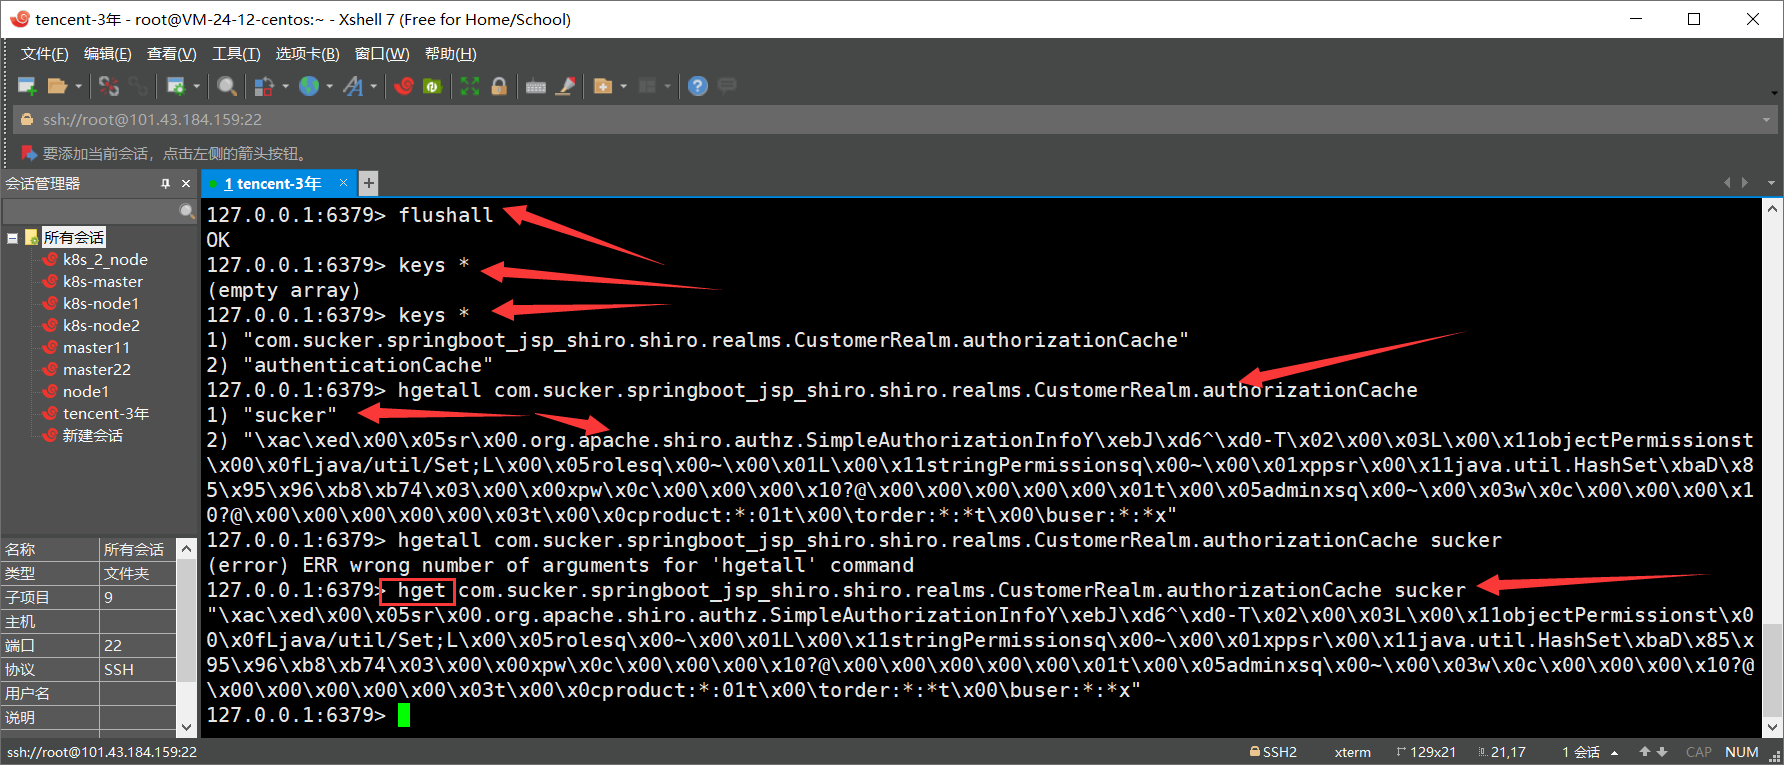 tencent-3年 - root@VM-24-12-centos:~ - Xshell 7 (Free for Home/School)
文件(F) 编辑(E) 查看(V) 工具(T) 选项卡(B) 窗口(W) 帮助(H)
ssh://root@101.43.184.159:22
要添加当前会话，点击左侧的箭头按钮。
会话管理器
所有会话
k8s_2_node
k8s-master
k8s-node1
k8s-node2
master11
master22
node1
tencent-3年
新建会话
名称 所有会话
类型 文件夹
子项目 9
主机
端口 22
协议 SSH
用户名
说明
1 tencent-3年
127.0.0.1:6379> flushall
OK
127.0.0.1:6379> keys *
(empty array)
127.0.0.1:6379> keys *
1) "com.sucker.springboot_jsp_shiro.shiro.realms.CustomerRealm.authorizationCache"
2) "authenticationCache"
127.0.0.1:6379> hgetall com.sucker.springboot_jsp_shiro.shiro.realms.CustomerRealm.authorizationCache
1) "sucker"
2) "\xac\xed\x00\x05sr\x00.org.apache.shiro.authz.SimpleAuthorizationInfoY\xebJ\xd6^\xd0-T\x02\x00\x03L\x00\x11objectPermissionst
\x00\x0fLjava/util/Set;L\x00\x05rolesq\x00~\x00\x01L\x00\x11stringPermissionsq\x00~\x00\x01xppsr\x00\x11java.util.HashSet\xbaD\x8
5\x95\x96\xb8\xb74\x03\x00\x00xpw\x0c\x00\x00\x00\x10?@\x00\x00\x00\x00\x00\x01t\x00\x05adminxsq\x00~\x00\x03w\x0c\x00\x00\x00\x1
0?@\x00\x00\x00\x00\x00\x03t\x00\x0cproduct:*:01t\x00\torder:*:*t\x00\buser:*:*x"
127.0.0.1:6379> hgetall com.sucker.springboot_jsp_shiro.shiro.realms.CustomerRealm.authorizationCache sucker
(error) ERR wrong number of arguments for 'hgetall' command
127.0.0.1:6379> hget com.sucker.springboot_jsp_shiro.shiro.realms.CustomerRealm.authorizationCache sucker
"\xac\xed\x00\x05sr\x00.org.apache.shiro.authz.SimpleAuthorizationInfoY\xebJ\xd6^\xd0-T\x02\x00\x03L\x00\x11objectPermissionst\x0
0\x0fLjava/util/Set;L\x00\x05rolesq\x00~\x00\x01L\x00\x11stringPermissionsq\x00~\x00\x01xppsr\x00\x11java.util.HashSet\xbaD\x85\x
95\x96\xb8\xb74\x03\x00\x00xpw\x0c\x00\x00\x00\x10?@\x00\x00\x00\x00\x00\x01t\x00\x05adminxsq\x00~\x00\x03w\x0c\x00\x00\x00\x10?@
\x00\x00\x00\x00\x00\x03t\x00\x0cproduct:*:01t\x00\torder:*:*t\x00\buser:*:*x"
127.0.0.1:6379>
ssh://root@101.43.184.159:22 SSH2 xterm 129x21 21,17 1 会话 CAP NUM